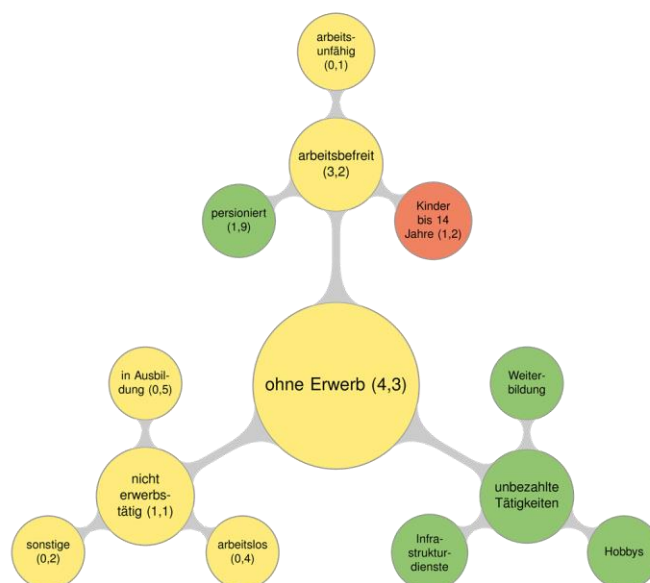 arbeits-
unfähig
(0,1)
arbeitsbefreit
(3,2)
persioniert
(1,9)
Kinder
bis 14
Jahre (1,2)
ohne Erwerb (4,3)
in Ausbil-
dung (0,5)
nicht
erwerbs-
tätig (1,1)
sonstige
(0,2)
arbeitslos
(0,4)
Weiter-
bildung
unbezahlte
Tätigkeiten
Infra-
struktur-
dienste
Hobbys